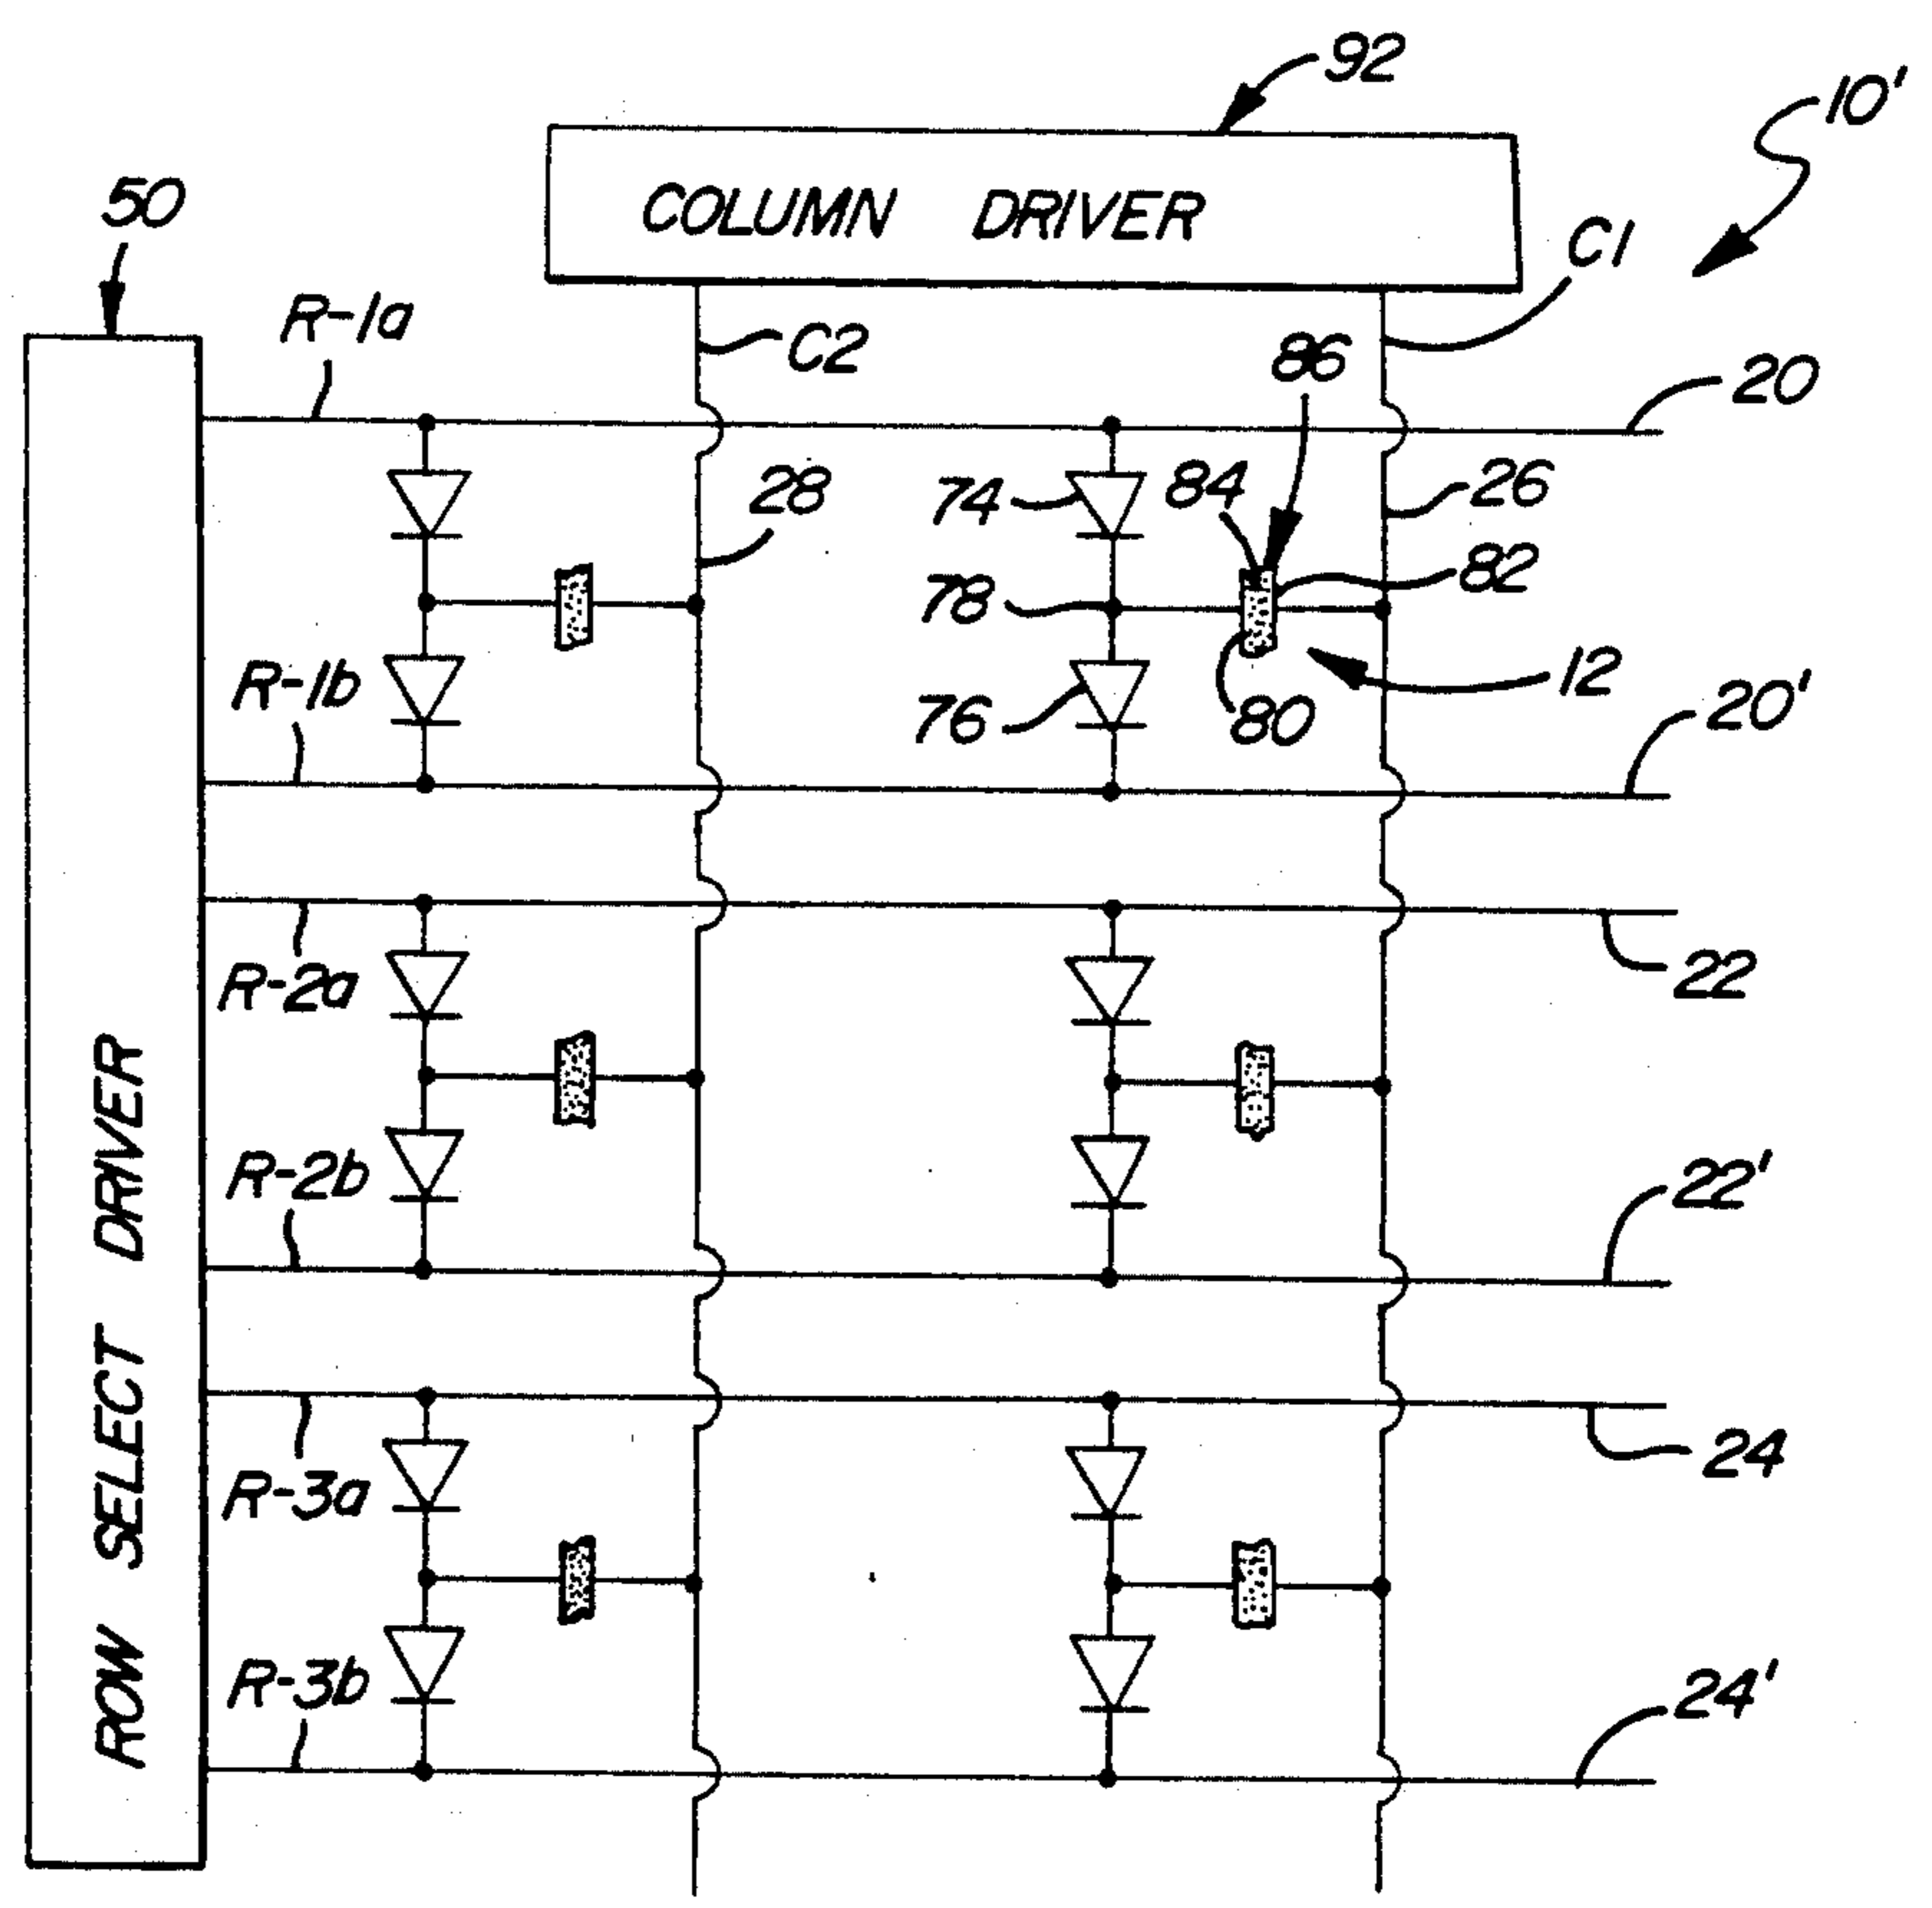 92
10'
50
COLUMN DRIVER
C1
R-1a
C2
86
20
28
74
84
26
78
82
R-1b
76
80
12
20'
R-2a
22
R-2b
22'
ROW SELECT DRIVER
R-3a
24
R-3b
24'